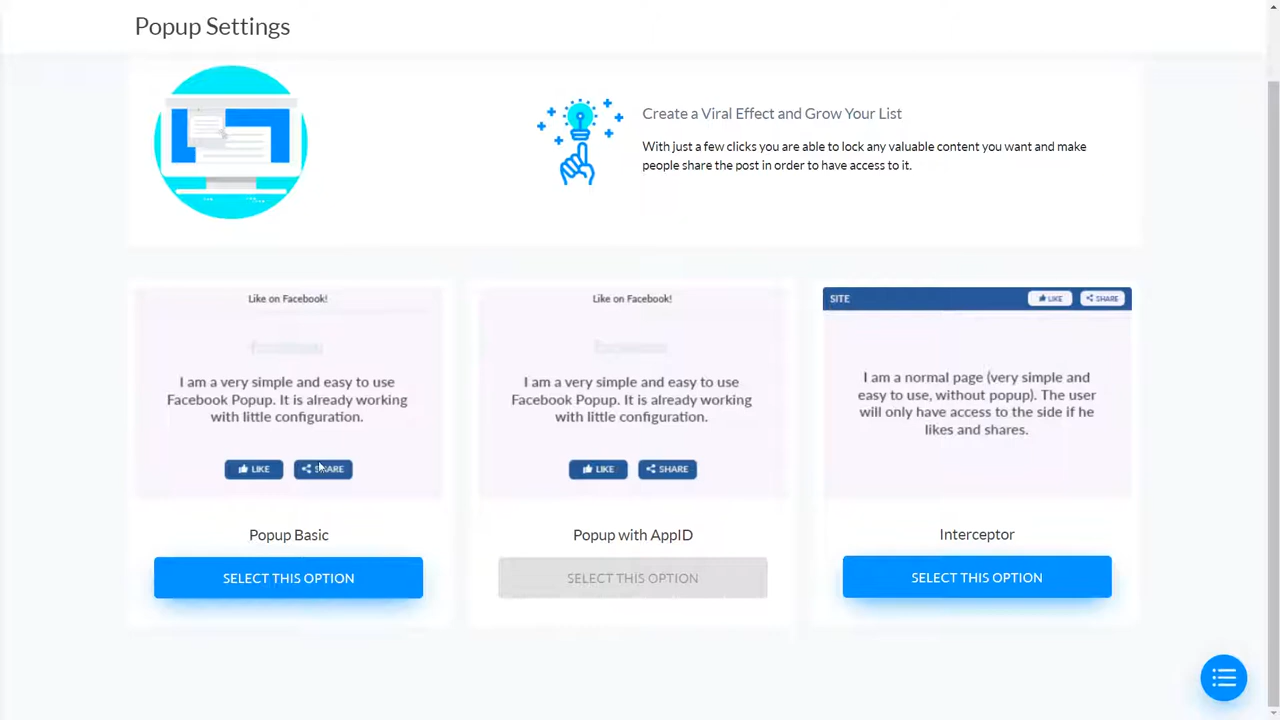 Popup Settings
Create a Viral Effect and Grow Your List
With just a few clicks you are able to lock any valuable content you want and make
people share the post in order to have access to it.
Like on Facebook!
I am a very simple and easy to use
Facebook Popup. It is already working
with little configuration.
LIKE SHARE
Popup Basic
SELECT THIS OPTION
Like on Facebook!
I am a very simple and easy to use
Facebook Popup. It is already working
with little configuration.
LIKE SHARE
Popup with AppID
SELECT THIS OPTION
SITE LIKE SHARE
I am a normal page (very simple and
easy to use, without popup). The user
will only have access to the side if he
likes and shares.
Interceptor
SELECT THIS OPTION